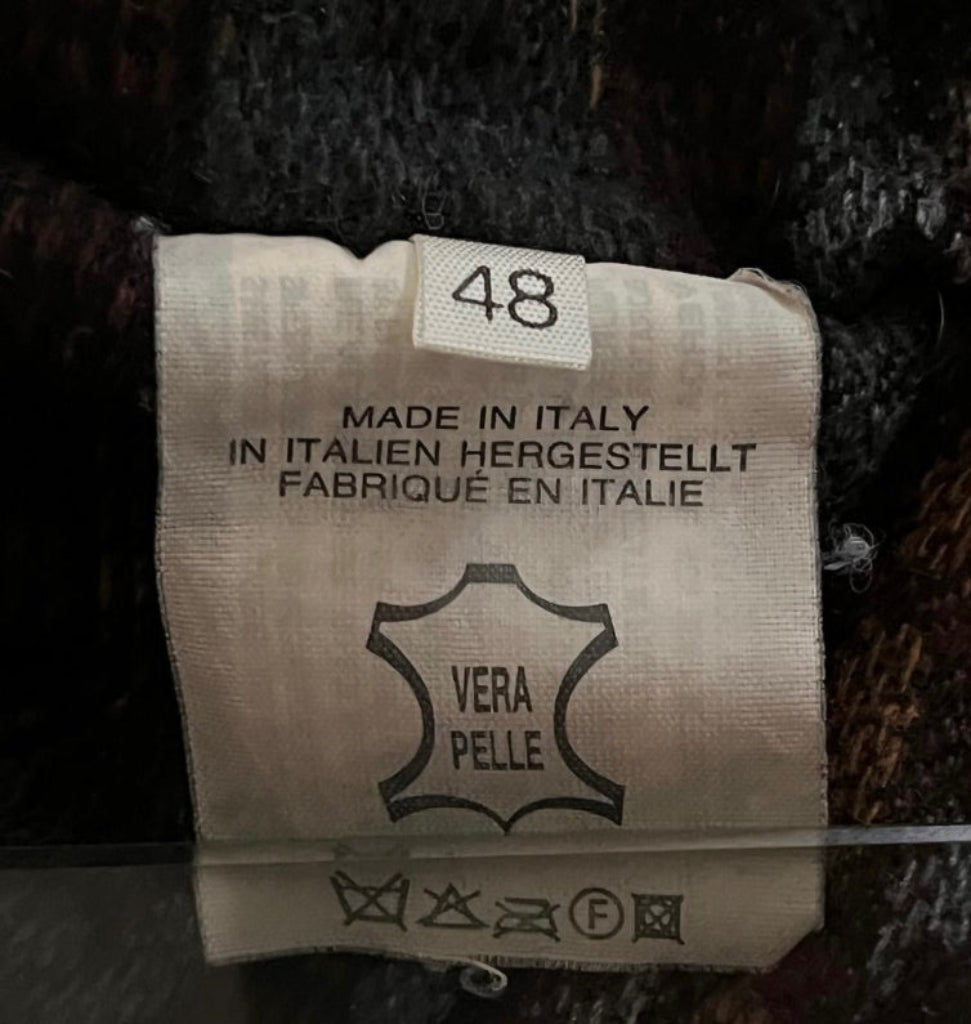 48
MADE IN ITALY
IN ITALIEN HERGESTELLT
FABRIQUÉ EN ITALIE
VERA
PELLE
F